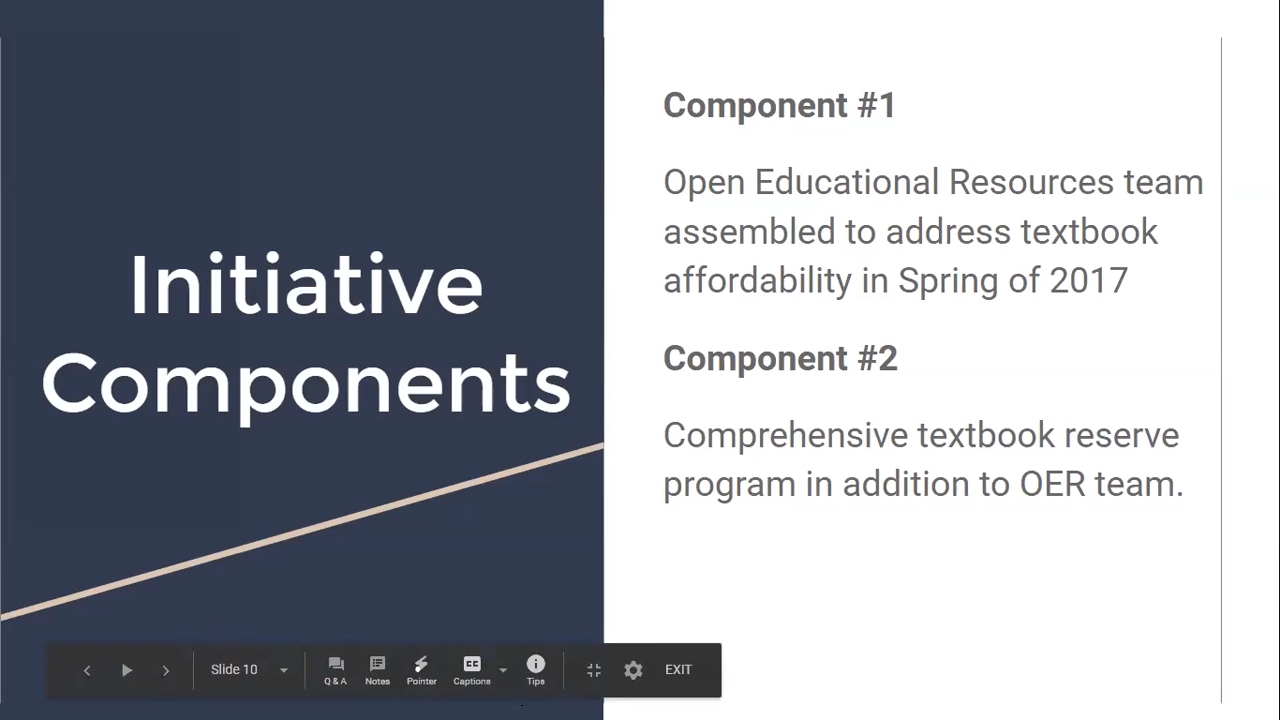 Initiative
Components
Component #1
Open Educational Resources team
assembled to address textbook
affordability in Spring of 2017
Component #2
Comprehensive textbook reserve
program in addition to OER team.
Slide 10
Q & A
Notes
Pointer
CC
Captions
Tips
EXIT